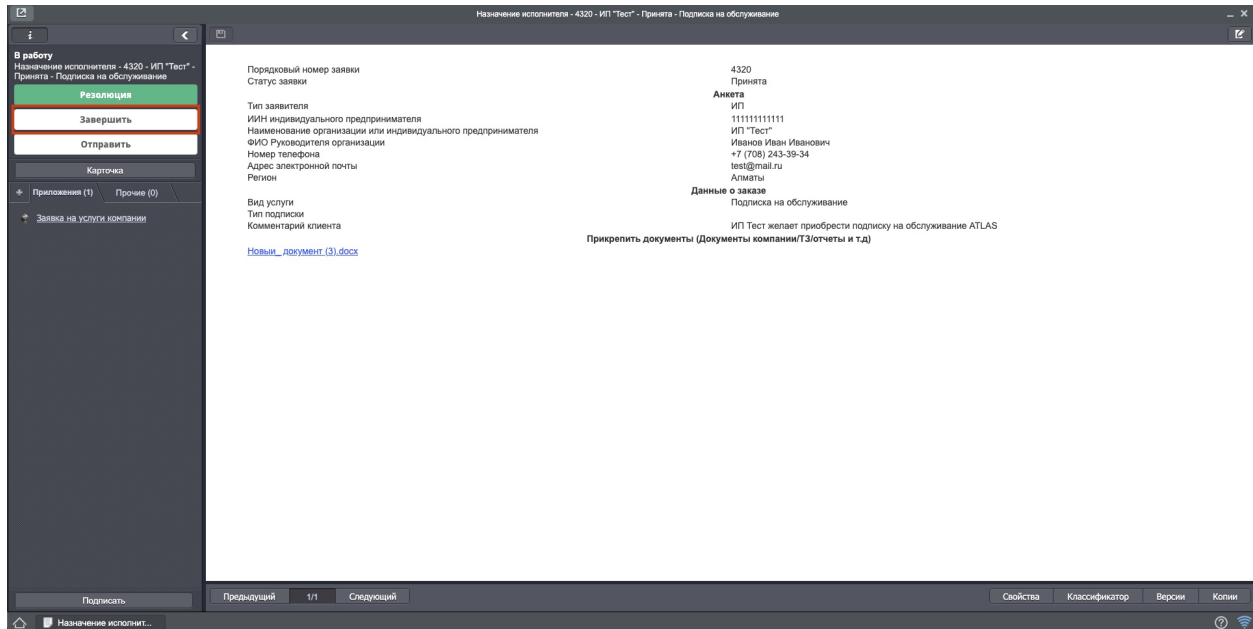 Назначение исполнителя - 4320 - ИП "Тест" - Принята - Подписка на обслуживание
В работу
Назначение исполнителя - 4320 - ИП "Тест" -
Принята - Подписка на обслуживание
Резолюция
Завершить
Отправить
Карточка
Приложения (1) Прочие (0)
Заявка на услуги компании
Подписать
Порядковый номер заявки 4320
Статус заявки Принята
Анкета
Тип заявителя ИП
ИИН индивидуального предпринимателя 111111111111
Наименование организации или индивидуального предпринимателя ИП "Тест"
ФИО Руководителя организации Иванов Иван Иванович
Номер телефона +7 (708) 243-39-34
Адрес электронной почты test@mail.ru
Регион Алматы
Данные о заказе
Вид услуги Подписка на обслуживание
Тип подписки
Комментарий клиента ИП Тест желает приобрести подписку на обслуживание ATLAS
Прикрепить документы (Документы компании/ТЗ/отчеты и т.д)
Новыи_ документ (3).docx
Предыдущий 1/1 Следующий Свойства Классификатор Версии Копии
Назначение исполнит...